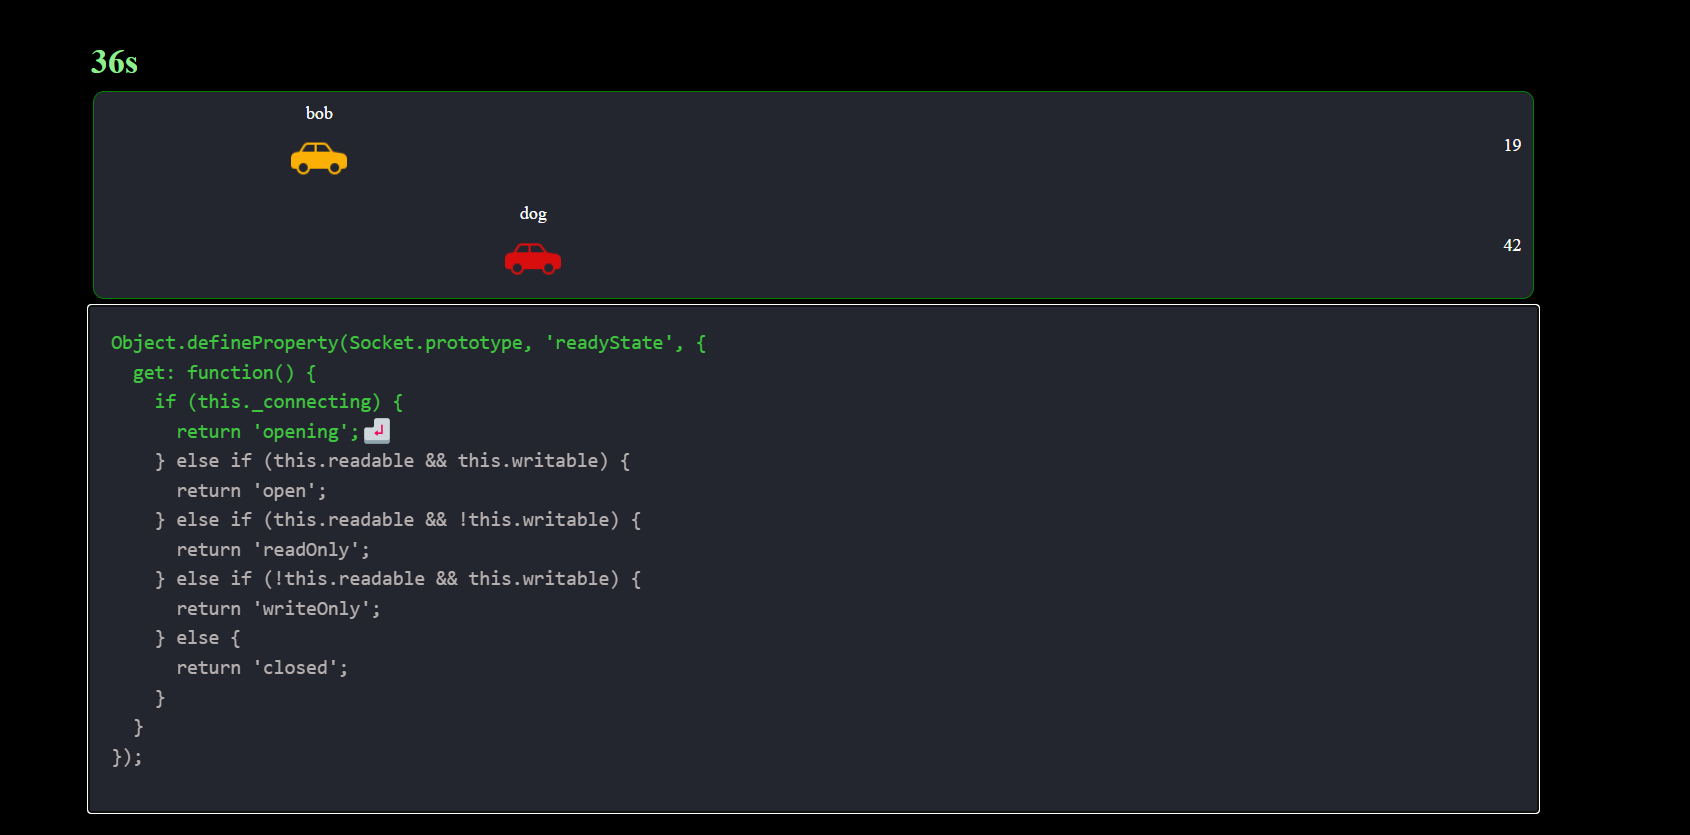 36s
bob
19
dog
42
Object.defineProperty(Socket.prototype, 'readyState', {
  get: function() {
    if (this._connecting) {
      return 'opening';
    } else if (this.readable && this.writable) {
      return 'open';
    } else if (this.readable && !this.writable) {
      return 'readOnly';
    } else if (!this.readable && this.writable) {
      return 'writeOnly';
    } else {
      return 'closed';
    }
  }
});